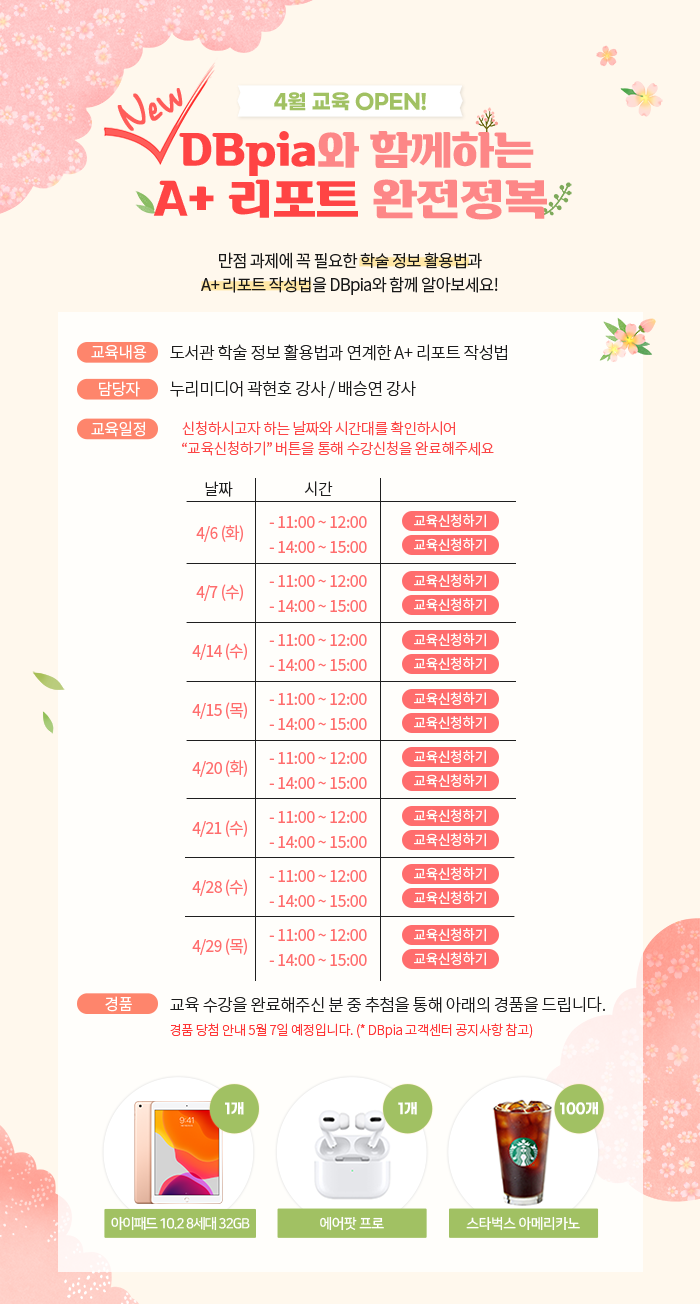 4월 교육 OPEN!
New
DBpia와 함께하는
A+ 리포트 완전정복
만점 과제에 꼭 필요한 학술 정보 활용법과
A+ 리포트 작성법을 DBpia와 함께 알아보세요!
교육내용 도서관 학술 정보 활용법과 연계한 A+ 리포트 작성법
담당자 누리미디어 곽현호 강사 / 배승연 강사
교육일정 신청하시고자 하는 날짜와 시간대를 확인하시어
“교육신청하기” 버튼을 통해 수강신청을 완료해주세요
날짜 시간
4/6 (화)
- 11:00 ~ 12:00 교육신청하기
- 14:00 ~ 15:00 교육신청하기
4/7 (수)
- 11:00 ~ 12:00 교육신청하기
- 14:00 ~ 15:00 교육신청하기
4/14 (수)
- 11:00 ~ 12:00 교육신청하기
- 14:00 ~ 15:00 교육신청하기
4/15 (목)
- 11:00 ~ 12:00 교육신청하기
- 14:00 ~ 15:00 교육신청하기
4/20 (화)
- 11:00 ~ 12:00 교육신청하기
- 14:00 ~ 15:00 교육신청하기
4/21 (수)
- 11:00 ~ 12:00 교육신청하기
- 14:00 ~ 15:00 교육신청하기
4/28 (수)
- 11:00 ~ 12:00 교육신청하기
- 14:00 ~ 15:00 교육신청하기
4/29 (목)
- 11:00 ~ 12:00 교육신청하기
- 14:00 ~ 15:00 교육신청하기
경품 교육 수강을 완료해주신 분 중 추첨을 통해 아래의 경품을 드립니다.
경품 당첨 안내 5월 7일 예정입니다. (* DBpia 고객센터 공지사항 참고)
1개 1개 100개
9:41
아이패드 10.2 8세대 32GB 에어팟 프로 스타벅스 아메리카노